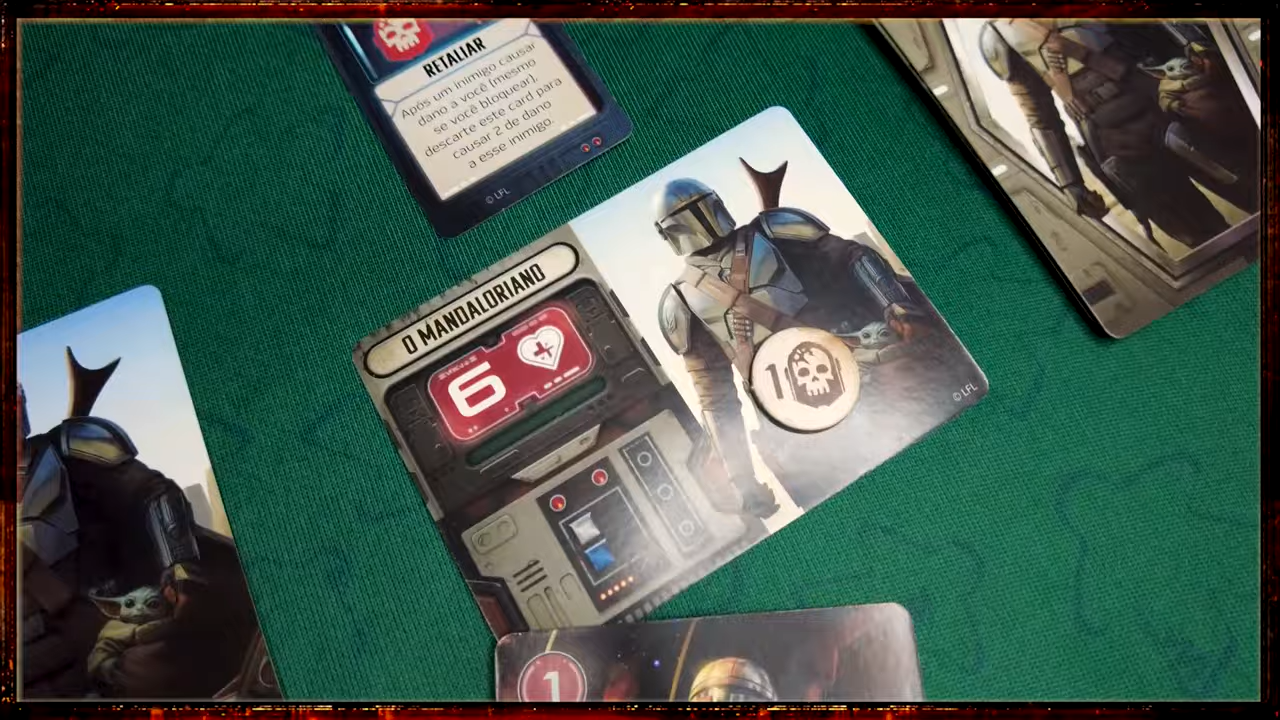 RETALIAR
Após um inimigo causar
dano a você (mesmo
se você bloquear),
descarte este card para
causar 2 de dano
a esse inimigo.
© LFL
O MANDALORIANO
6
1
© LFL
1